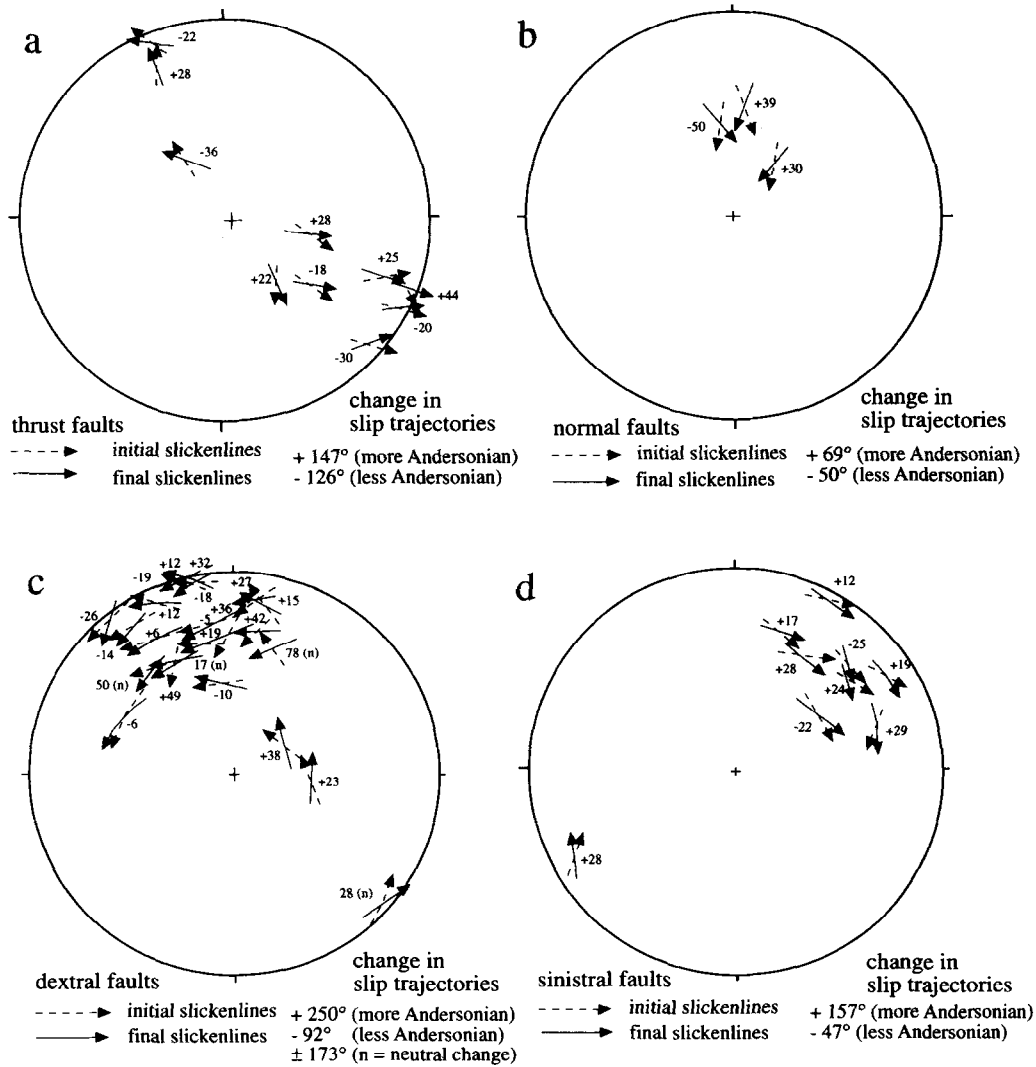 a
-22
+28
-36
+28
+22
-18
+25
+44
-20
-30
thrust faults
initial slickenlines
final slickenlines
change in
slip trajectories
+ 147° (more Andersonian)
- 126° (less Andersonian)
b
+39
-50
+30
normal faults
initial slickenlines
final slickenlines
change in
slip trajectories
+ 69° (more Andersonian)
- 50° (less Andersonian)
c
+12
+32
-19
-18
+27
-26
+12
+36
+15
-5
+6
+19
+42
-14
17 (n)
78 (n)
50 (n)
+49
-10
-6
+38
+23
28 (n)
dextral faults
initial slickenlines
final slickenlines
change in
slip trajectories
+ 250° (more Andersonian)
- 92° (less Andersonian)
± 173° (n = neutral change)
d
+12
+17
-25
+28
+19
+24
-22
+29
+28
sinistral faults
initial slickenlines
final slickenlines
change in
slip trajectories
+ 157° (more Andersonian)
- 47° (less Andersonian)